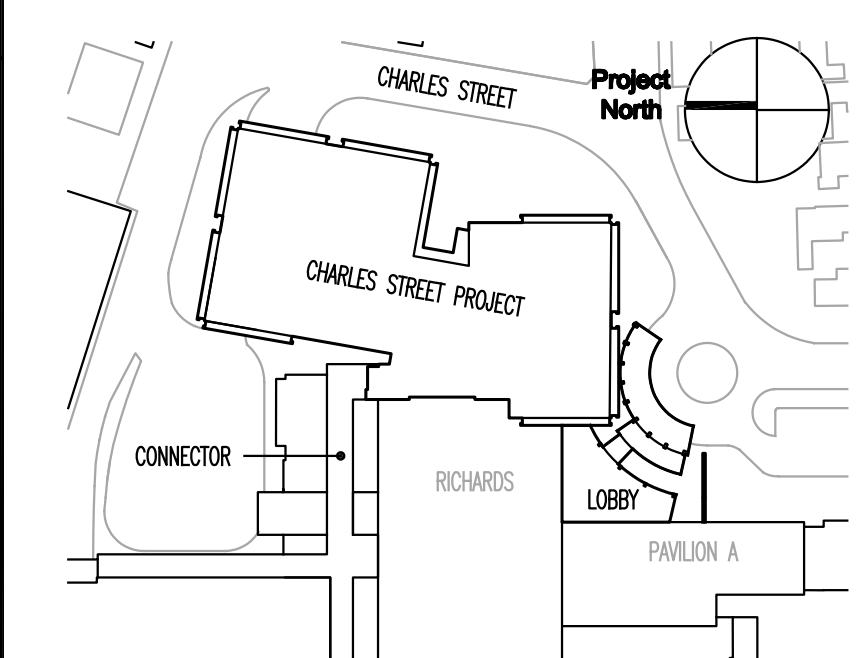 CHARLES STREET
Project
North
CHARLES STREET PROJECT
CONNECTOR
RICHARDS
LOBBY
PAVILION A